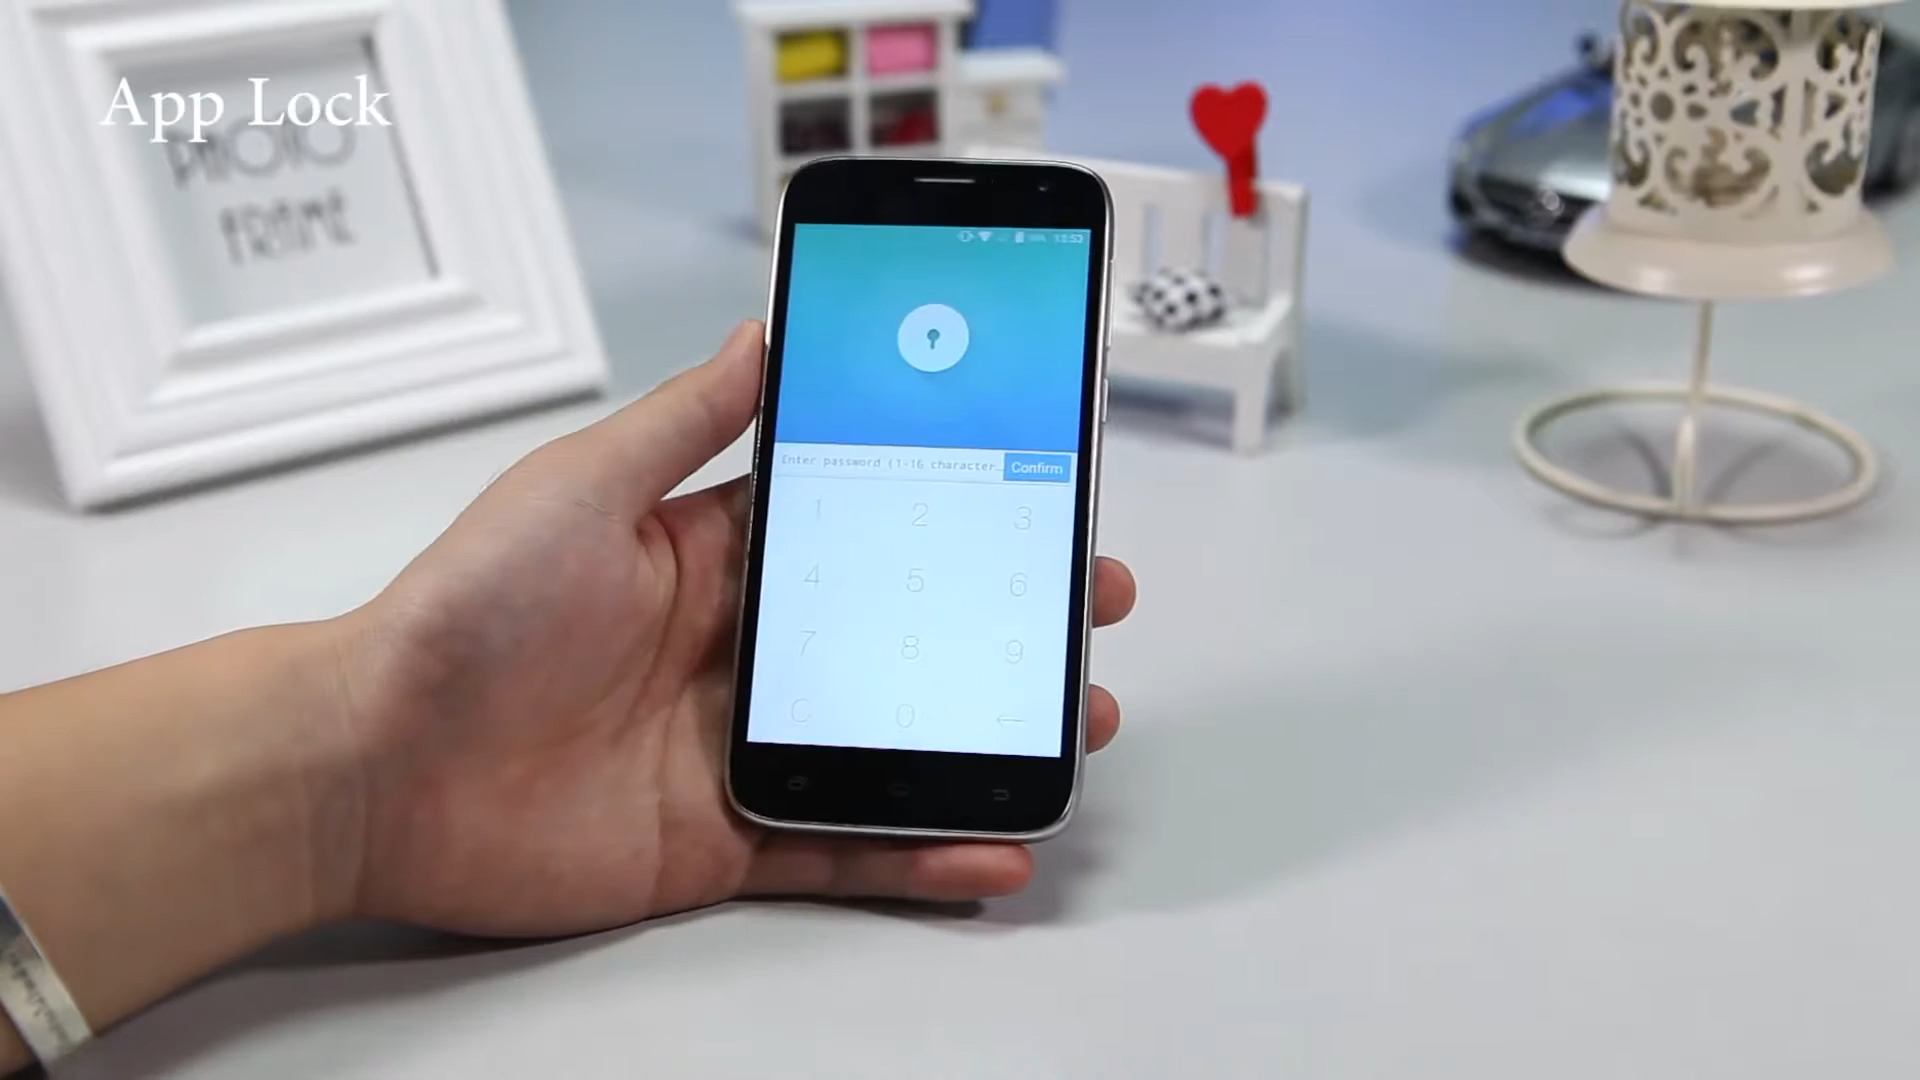 App Lock
PHOTO
FRAME
Enter password (1-16 character…
Confirm
1 2 3
4 5 6
7 8 9
C 0 ←